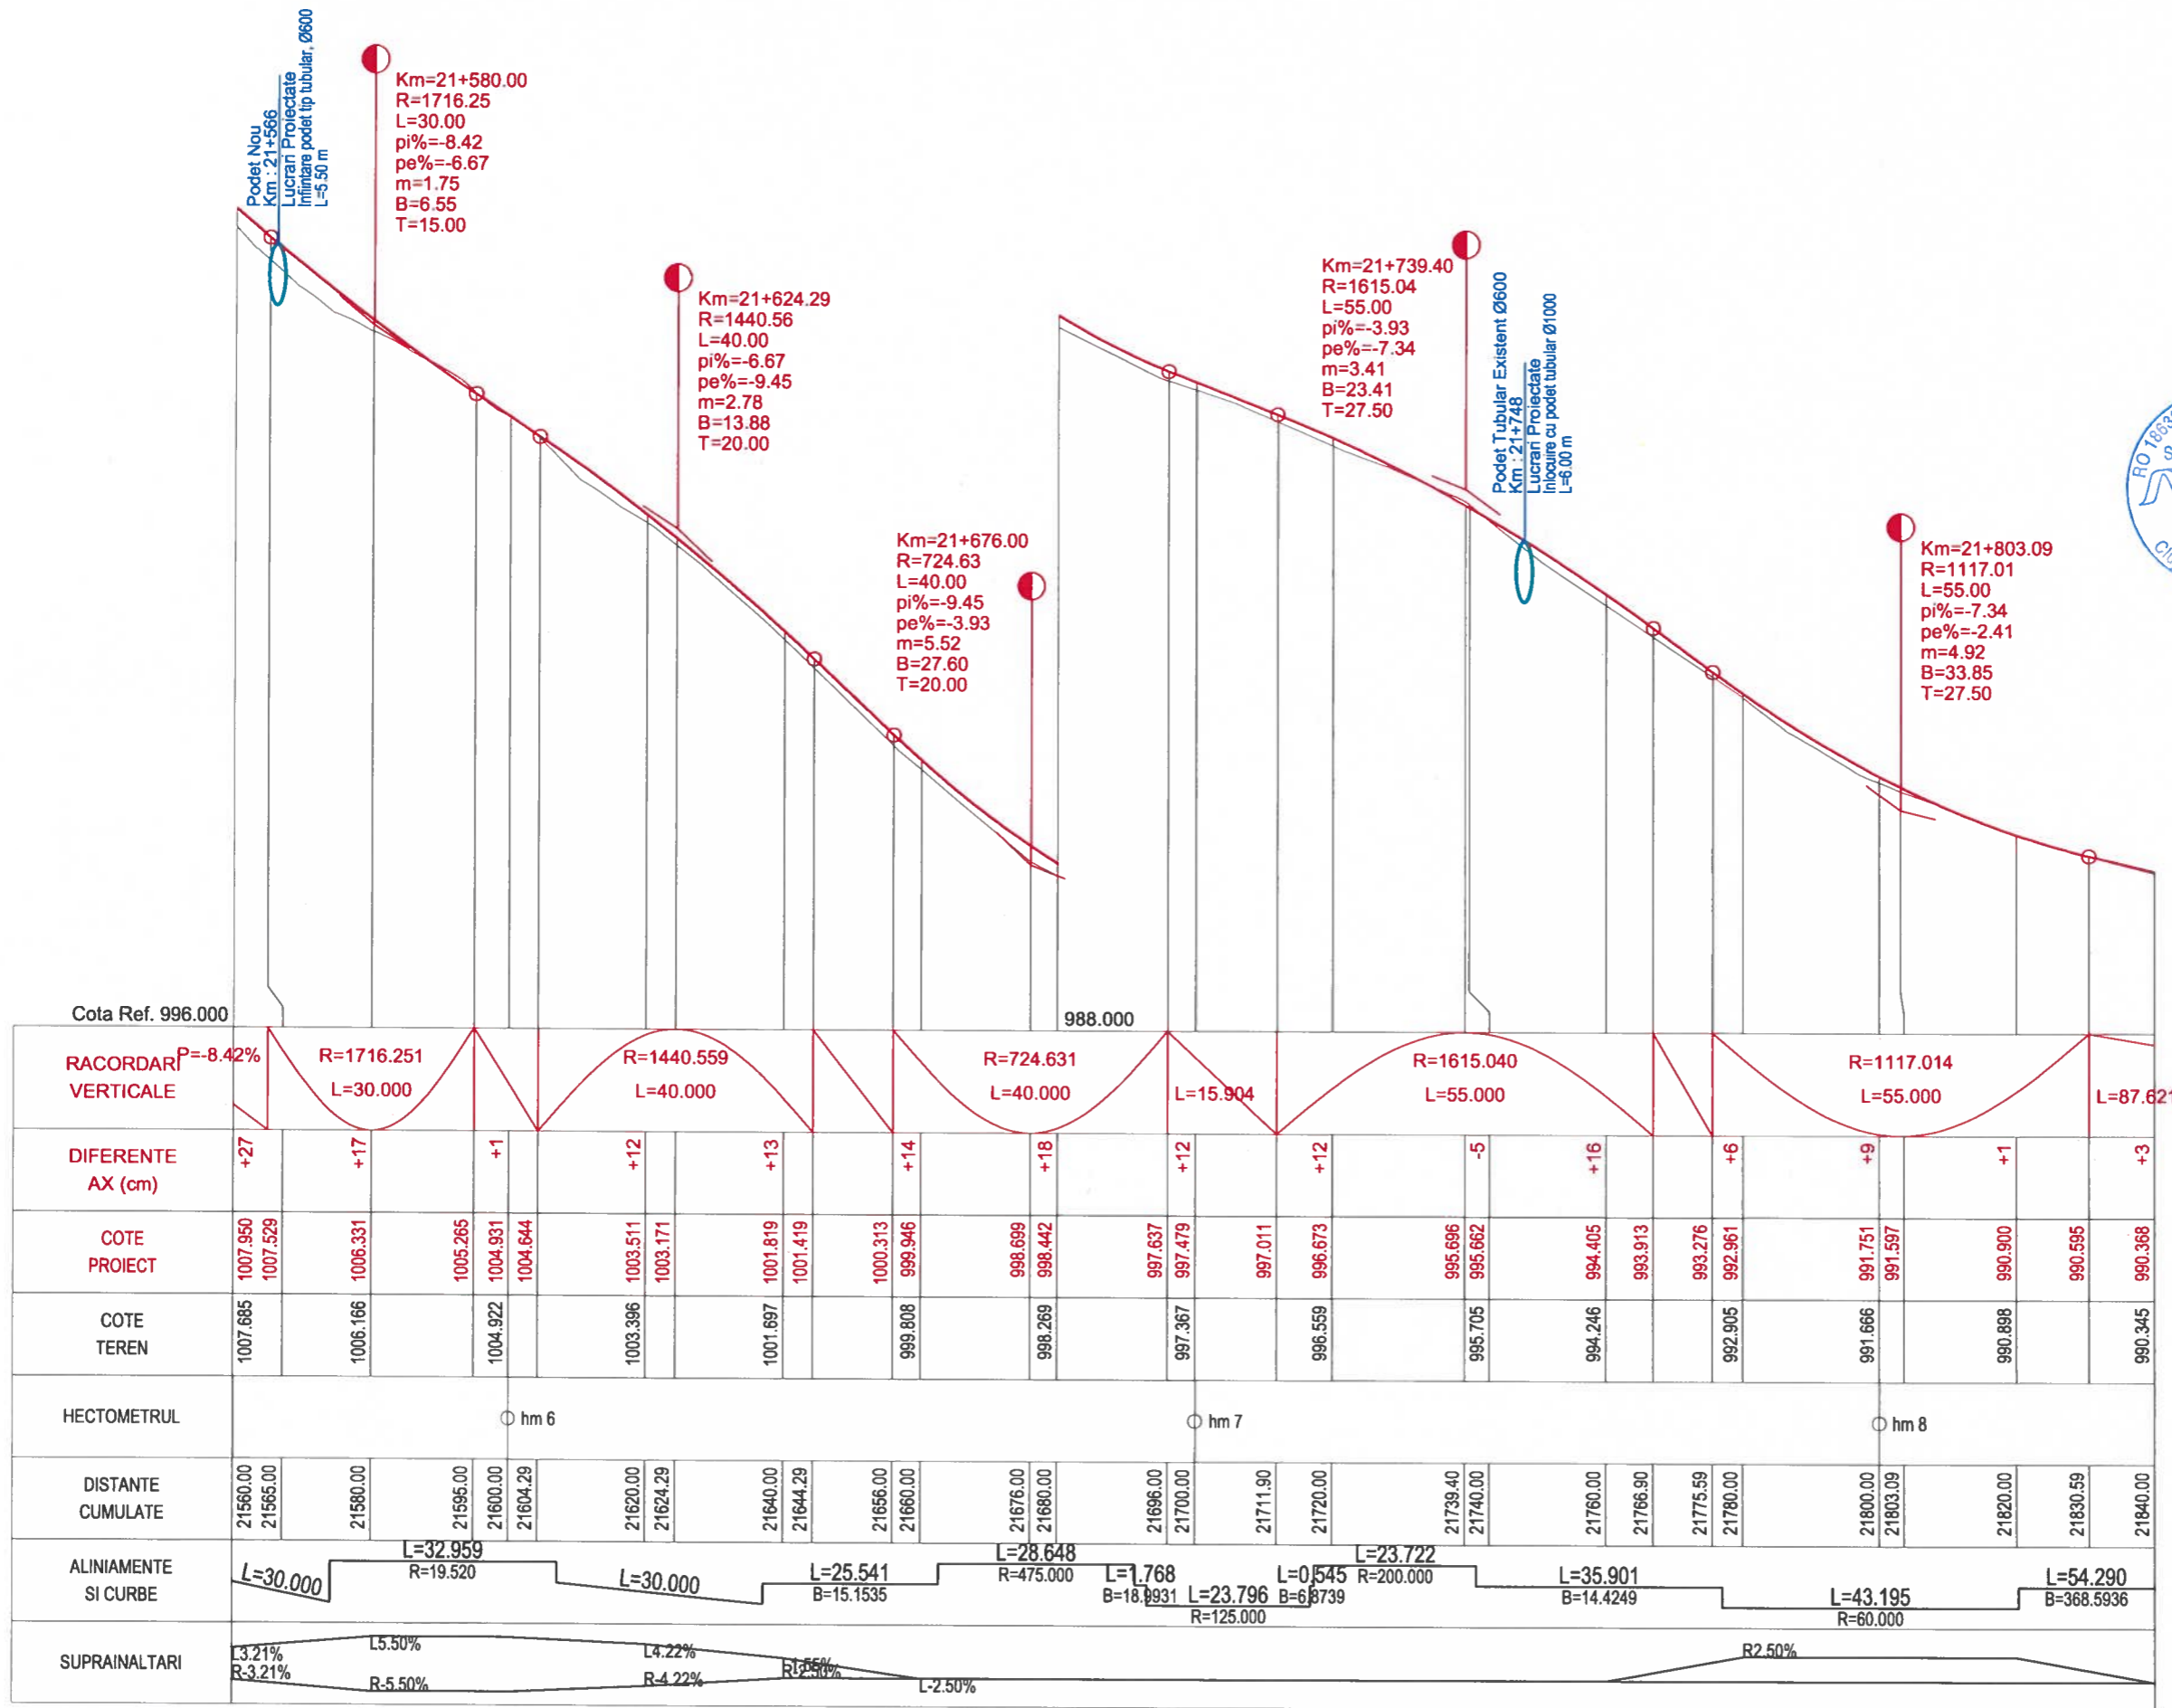 Podet Nou
Km : 21+566
Lucrari Proiectate
Infiintare podet tip tubular, Ø600
L=5.50 m
Km=21+580.00
R=1716.25
L=30.00
pi%=-8.42
pe%=-6.67
m=1.75
B=6.55
T=15.00
Km=21+624.29
R=1440.56
L=40.00
pi%=-6.67
pe%=-9.45
m=2.78
B=13.88
T=20.00
Km=21+676.00
R=724.63
L=40.00
pi%=-9.45
pe%=-3.93
m=5.52
B=27.60
T=20.00
Km=21+739.40
R=1615.04
L=55.00
pi%=-3.93
pe%=-7.34
m=3.41
B=23.41
T=27.50
Podet Tubular Existent Ø600
Km : 21+748
Lucrari Proiectate
Inlocuire cu podet tubular Ø1000
L=6.00 m
Km=21+803.09
R=1117.01
L=55.00
pi%=-7.34
pe%=-2.41
m=4.92
B=33.85
T=27.50
Cota Ref. 996.000
988.000
RACORDARI
VERTICALE
P=-8.42%
R=1716.251
L=30.000
R=1440.559
L=40.000
R=724.631
L=40.000
L=15.904
R=1615.040
L=55.000
R=1117.014
L=55.000
L=87.621
DIFERENTE
AX (cm)
+27 +17 +1 +12 +13 +14 +18 +12 +12 -5 +16 +6 +9 +1 +3
COTE
PROIECT
1007.950 1007.529 1006.331 1005.265 1004.931 1004.644 1003.511 1003.171 1001.819 1001.419 1000.313 999.946 998.699 998.442 997.637 997.479 997.011 996.673 995.696 995.662 994.405 993.913 993.276 992.961 991.751 991.597 990.900 990.595 990.368
COTE
TEREN
1007.685 1006.166 1004.922 1003.396 1001.697 999.808 998.269 997.367 996.559 995.705 994.246 992.905 991.666 990.898 990.345
HECTOMETRUL
hm 6
hm 7
hm 8
DISTANTE
CUMULATE
21560.00 21565.00 21580.00 21595.00 21600.00 21604.29 21620.00 21624.29 21640.00 21644.29 21656.00 21660.00 21676.00 21680.00 21696.00 21700.00 21711.90 21720.00 21739.40 21740.00 21760.00 21766.90 21775.59 21780.00 21800.00 21803.09 21820.00 21830.59 21840.00
ALINIAMENTE
SI CURBE
L=30.000
L=32.959
R=19.520
L=30.000
L=25.541
B=15.1535
L=28.648
R=475.000
L=1.768
B=18.9931
L=23.796
R=125.000
L=0.545
B=6.8739
L=23.722
R=200.000
L=35.901
B=14.4249
L=43.195
R=60.000
L=54.290
B=368.5936
SUPRAINALTARI
L3.21%
R-3.21%
L5.50%
R-5.50%
L4.22%
R-4.22%
R-2.50%
L-2.50%
R2.50%